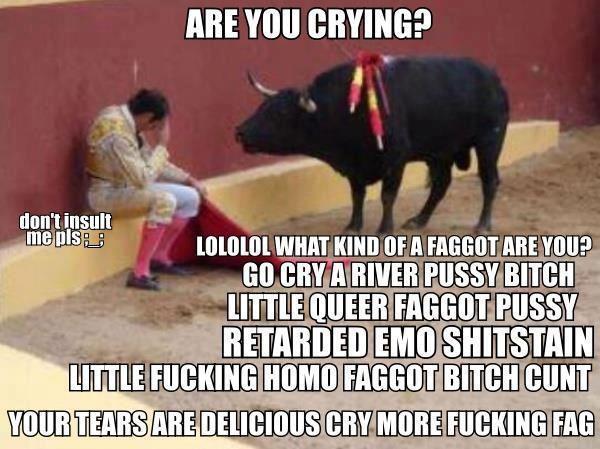 ARE YOU CRYING?
don't insult
me pls ;_;
LOLOLOL WHAT KIND OF A FAGGOT ARE YOU?
GO CRY A RIVER PUSSY BITCH
LITTLE QUEER FAGGOT PUSSY
RETARDED EMO SHITSTAIN
LITTLE FUCKING HOMO FAGGOT BITCH CUNT
YOUR TEARS ARE DELICIOUS CRY MORE FUCKING FAG